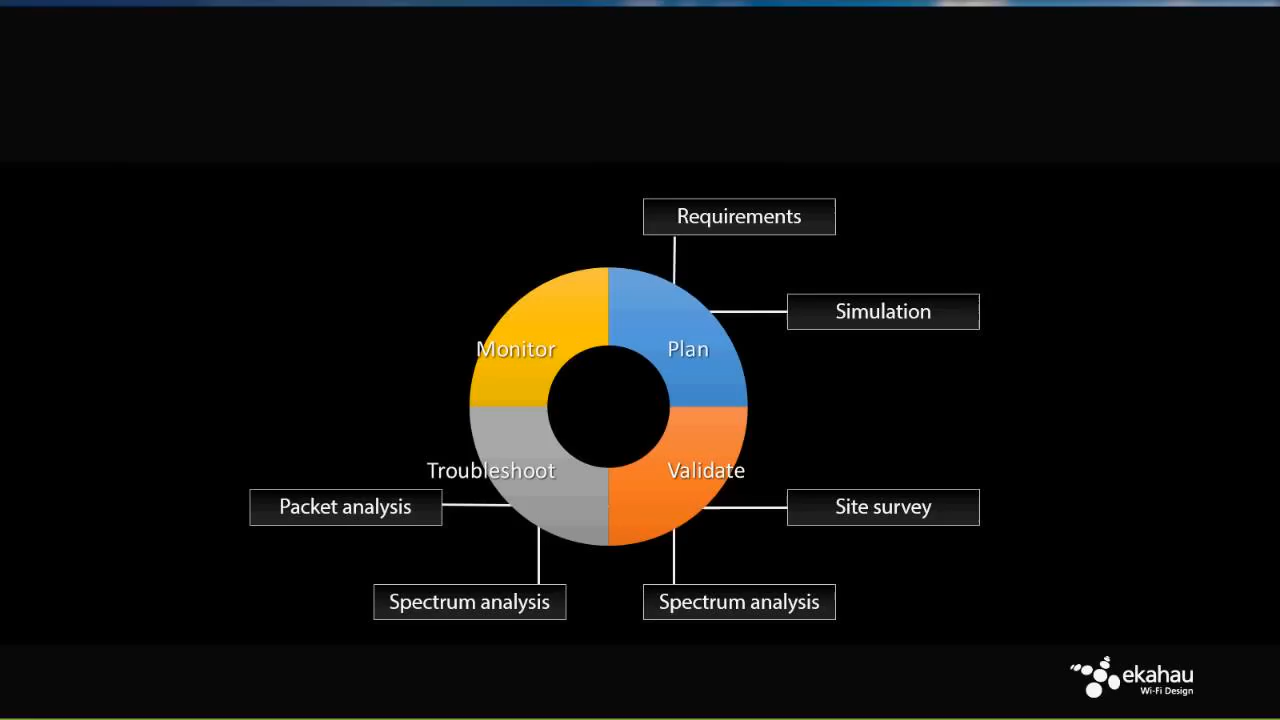 Requirements
Simulation
Monitor
Plan
Troubleshoot
Validate
Packet analysis
Site survey
Spectrum analysis
Spectrum analysis
ekahau
Wi-Fi Design